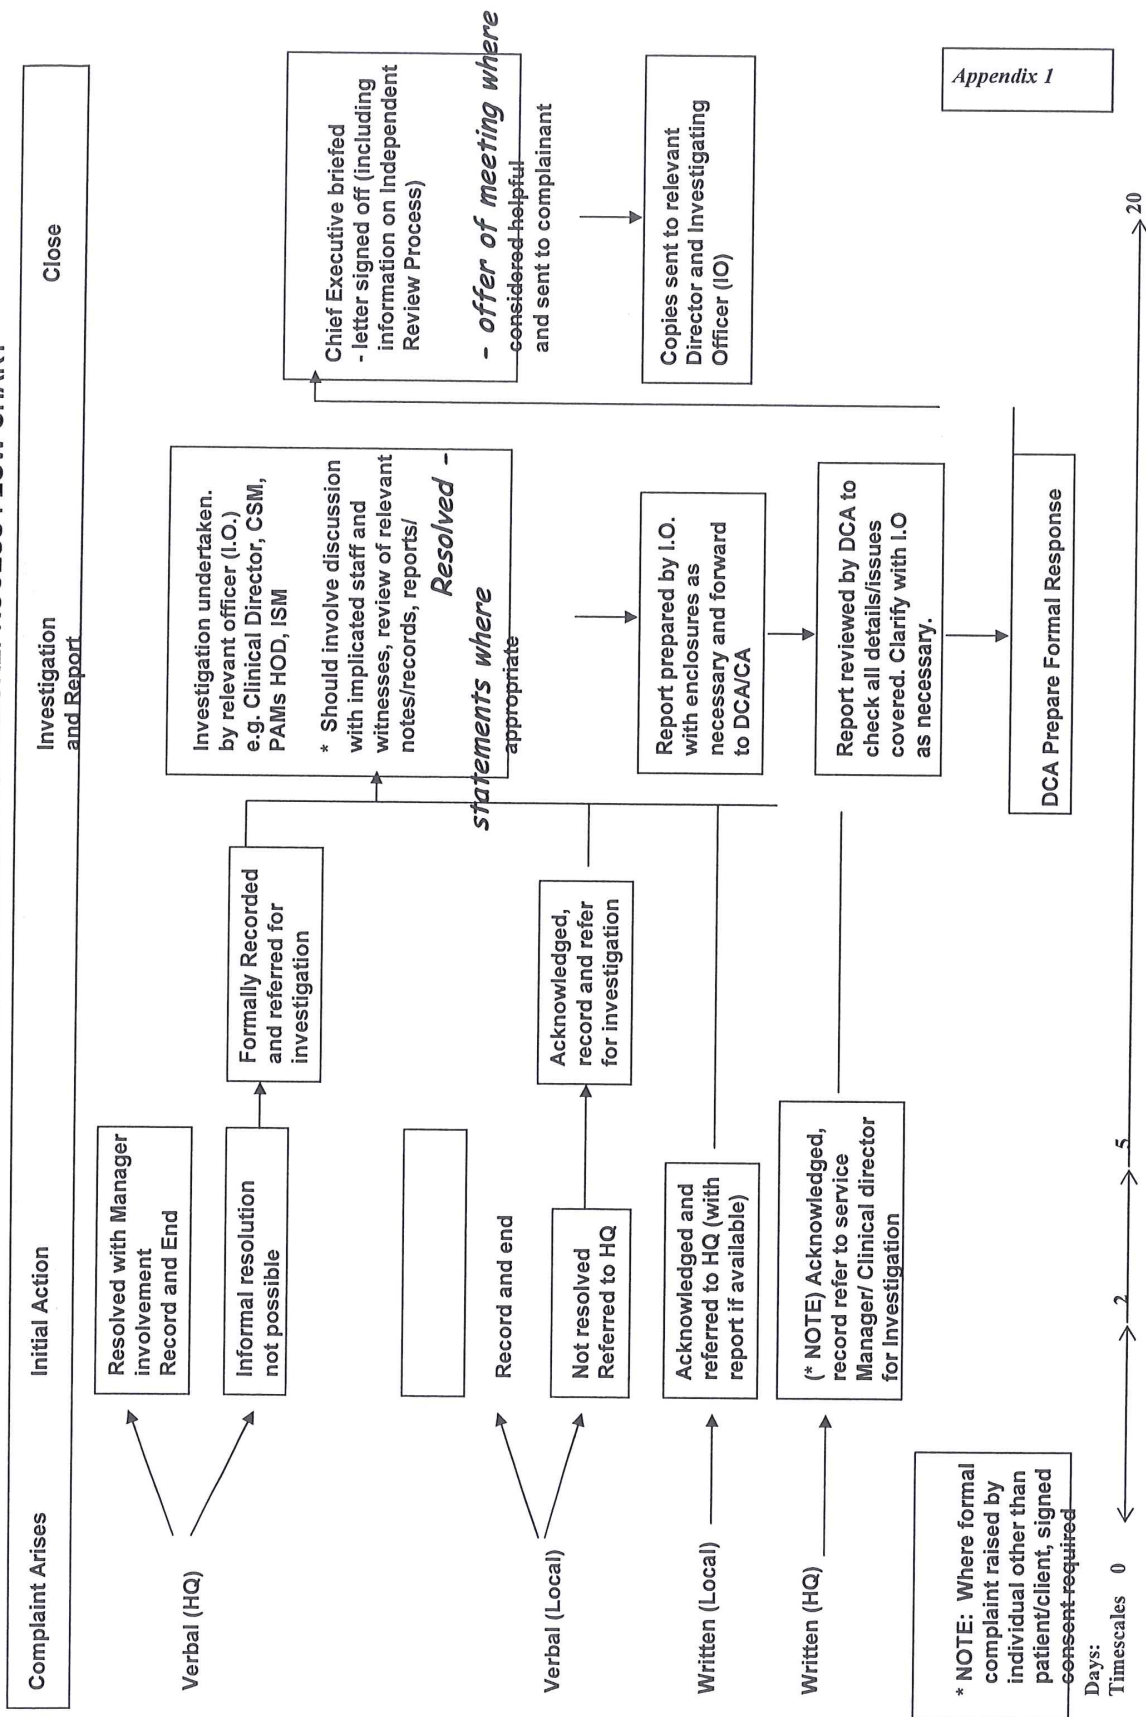 Complaint Arises
Initial Action
Investigation
and Report
Close
Verbal (HQ)
Resolved with Manager
involvement
Record and End
Informal resolution
not possible
Formally Recorded
and referred for
investigation
Verbal (Local)
Record and end
Not resolved
Referred to HQ
Acknowledged,
record and refer
for investigation
Written (Local)
Acknowledged and
referred to HQ (with
report if available)
Written (HQ)
(* NOTE) Acknowledged,
record refer to service
Manager/ Clinical director
for Investigation
Investigation undertaken.
by relevant officer (I.O.)
e.g. Clinical Director, CSM,
PAMs HOD, ISM
* Should involve discussion
with implicated staff and
witnesses, review of relevant
notes/records, reports/
Resolved -
statements where
appropriate
Report prepared by I.O.
with enclosures as
necessary and forward
to DCA/CA
Report reviewed by DCA to
check all details/issues
covered. Clarify with I.O
as necessary.
DCA Prepare Formal Response
Chief Executive briefed
- letter signed off (including
information on Independent
Review Process)
- offer of meeting where
considered helpful
and sent to complainant
Copies sent to relevant
Director and Investigating
Officer (IO)
Appendix 1
* NOTE: Where formal
complaint raised by
individual other than
patient/client, signed
consent required
Days:
Timescales 0 2 5 20